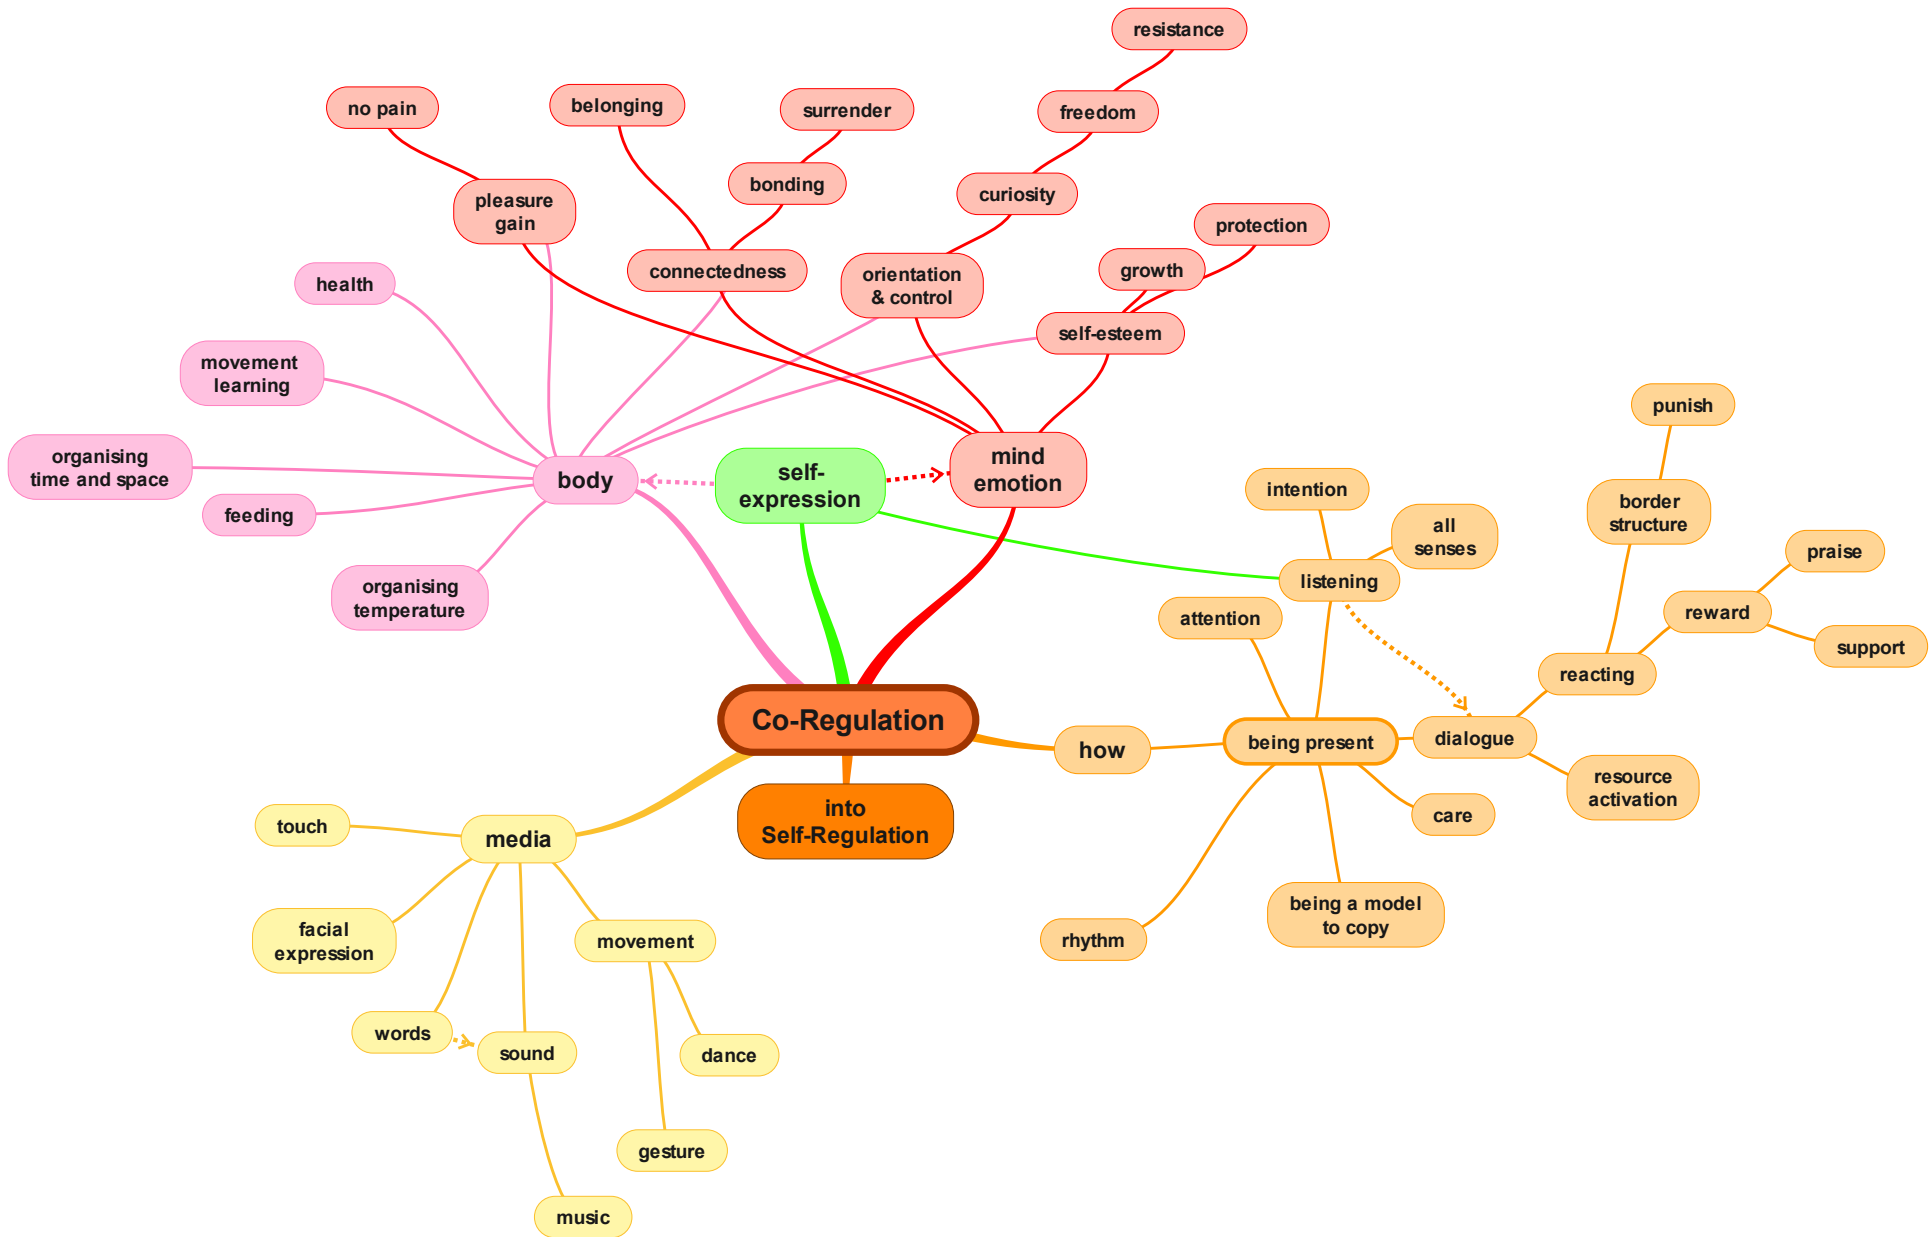 resistance
no pain
belonging
surrender
freedom
pleasure
gain
bonding
curiosity
protection
connectedness
orientation
& control
growth
health
self-esteem
movement
learning
organising
time and space
feeding
organising
temperature
body
self-
expression
mind
emotion
punish
intention
all
senses
border
structure
praise
listening
attention
reward
support
reacting
Co-Regulation
how
being present
dialogue
resource
activation
care
into
Self-Regulation
being a model
to copy
rhythm
touch
media
facial
expression
movement
words
sound
dance
gesture
music